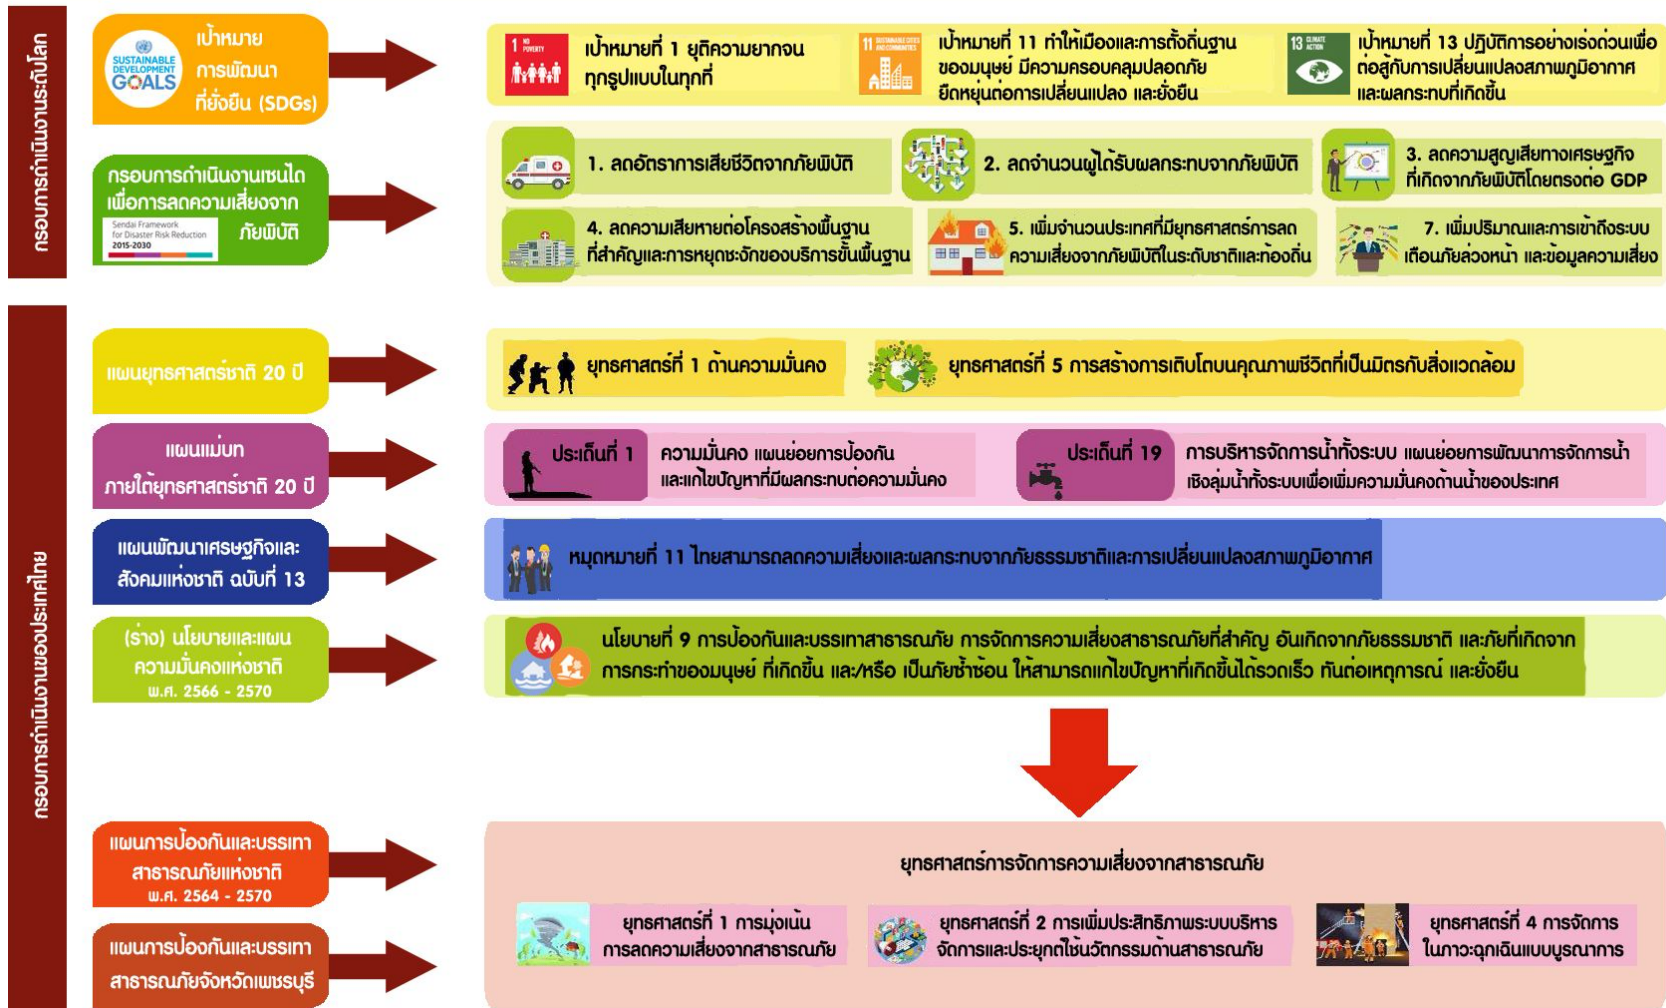 กรอบการดำเนินงานระดับโลก
SUSTAINABLE
DEVELOPMENT
GOALS
เป้าหมาย
การพัฒนา
ที่ยั่งยืน (SDGs)
1 NO
POVERTY
เป้าหมายที่ 1 ยุติความยากจน
ทุกรูปแบบในทุกที่
11 SUSTAINABLE CITIES
AND COMMUNITIES
เป้าหมายที่ 11 ทำให้เมืองและการตั้งถิ่นฐาน
ของมนุษย์ มีความครอบคลุมปลอดภัย
ยืดหยุ่นต่อการเปลี่ยนแปลง และยั่งยืน
13 CLIMATE
ACTION
เป้าหมายที่ 13 ปฏิบัติการอย่างเร่งด่วนเพื่อ
ต่อสู้กับการเปลี่ยนแปลงสภาพภูมิอากาศ
และผลกระทบที่เกิดขึ้น
กรอบการดำเนินงานเซนได
เพื่อการลดความเสี่ยงจาก
ภัยพิบัติ
Sendai Framework
for Disaster Risk Reduction
2015-2030
1. ลดอัตราการเสียชีวิตจากภัยพิบัติ
2. ลดจำนวนผู้ได้รับผลกระทบจากภัยพิบัติ
3. ลดความสูญเสียทางเศรษฐกิจ
ที่เกิดจากภัยพิบัติโดยตรงต่อ GDP
4. ลดความเสียหายต่อโครงสร้างพื้นฐาน
ที่สำคัญและการหยุดชะงักของบริการขั้นพื้นฐาน
5. เพิ่มจำนวนประเทศที่มียุทธศาสตร์การลด
ความเสี่ยงจากภัยพิบัติในระดับชาติและท้องถิ่น
7. เพิ่มปริมาณและการเข้าถึงระบบ
เตือนภัยล่วงหน้า และข้อมูลความเสี่ยง
กรอบการดำเนินงานของประเทศไทย
แผนยุทธศาสตร์ชาติ 20 ปี
ยุทธศาสตร์ที่ 1 ด้านความมั่นคง
ยุทธศาสตร์ที่ 5 การสร้างการเติบโตบนคุณภาพชีวิตที่เป็นมิตรกับสิ่งแวดล้อม
แผนแม่บท
ภายใต้ยุทธศาสตร์ชาติ 20 ปี
ประเด็นที่ 1
ความมั่นคง แผนย่อยการป้องกัน
และแก้ไขปัญหาที่มีผลกระทบต่อความมั่นคง
ประเด็นที่ 19
การบริหารจัดการน้ำทั้งระบบ แผนย่อยการพัฒนาการจัดการน้ำ
เชิงลุ่มน้ำทั้งระบบเพื่อเพิ่มความมั่นคงด้านน้ำของประเทศ
แผนพัฒนาเศรษฐกิจและ
สังคมแห่งชาติ ฉบับที่ 13
หมุดหมายที่ 11 ไทยสามารถลดความเสี่ยงและผลกระทบจากภัยธรรมชาติและการเปลี่ยนแปลงสภาพภูมิอากาศ
(ร่าง) นโยบายและแผน
ความมั่นคงแห่งชาติ
พ.ศ. 2566 - 2570
นโยบายที่ 9 การป้องกันและบรรเทาสาธารณภัย การจัดการความเสี่ยงสาธารณภัยที่สำคัญ อันเกิดจากภัยธรรมชาติ และภัยที่เกิดจาก
การกระทำของมนุษย์ ที่เกิดขึ้น และ/หรือ เป็นภัยซ้ำซ้อน ให้สามารถแก้ไขปัญหาที่เกิดขึ้นได้รวดเร็ว ทันต่อเหตุการณ์ และยั่งยืน
แผนการป้องกันและบรรเทา
สาธารณภัยแห่งชาติ
พ.ศ. 2564 - 2570
แผนการป้องกันและบรรเทา
สาธารณภัยจังหวัดเพชรบุรี
ยุทธศาสตร์การจัดการความเสี่ยงจากสาธารณภัย
ยุทธศาสตร์ที่ 1 การมุ่งเน้น
การลดความเสี่ยงจากสาธารณภัย
ยุทธศาสตร์ที่ 2 การเพิ่มประสิทธิภาพระบบบริหาร
จัดการและประยุกต์ใช้นวัตกรรมด้านสาธารณภัย
ยุทธศาสตร์ที่ 4 การจัดการ
ในภาวะฉุกเฉินแบบบูรณาการ